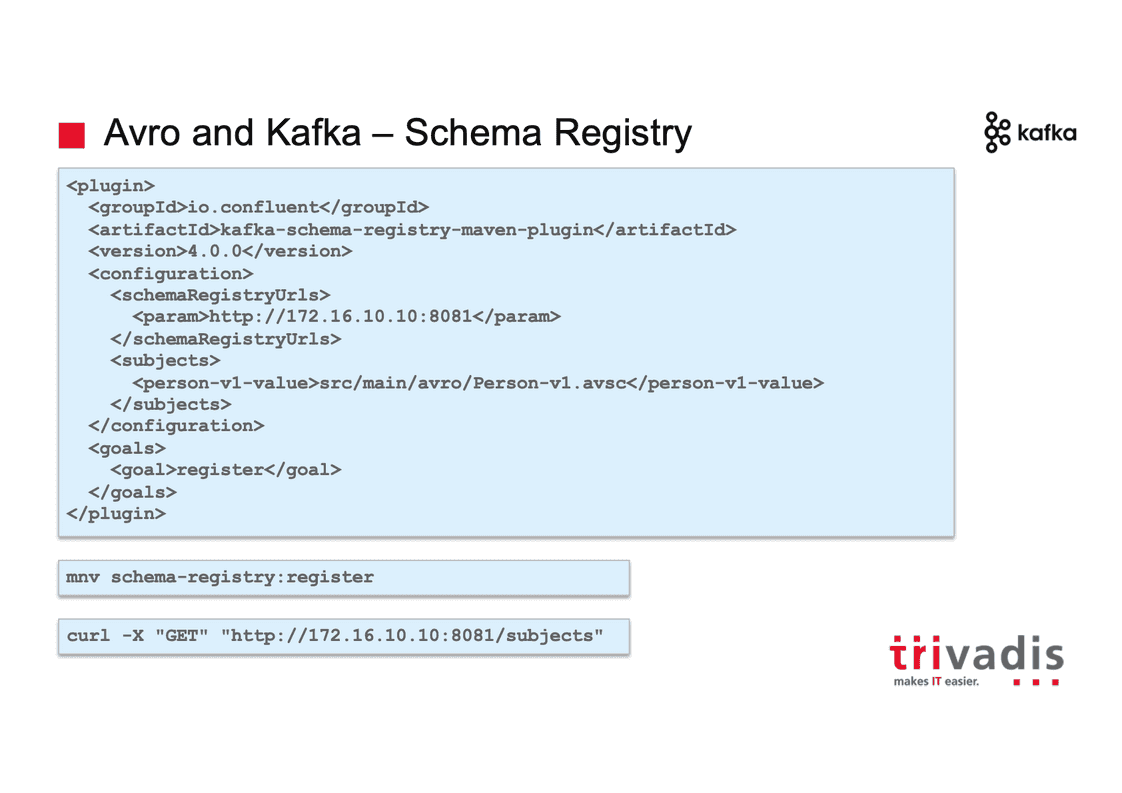 Avro and Kafka – Schema Registry
kafka
<plugin>
  <groupId>io.confluent</groupId>
  <artifactId>kafka-schema-registry-maven-plugin</artifactId>
  <version>4.0.0</version>
  <configuration>
    <schemaRegistryUrls>
      <param>http://172.16.10.10:8081</param>
    </schemaRegistryUrls>
    <subjects>
      <person-v1-value>src/main/avro/Person-v1.avsc</person-v1-value>
    </subjects>
  </configuration>
  <goals>
    <goal>register</goal>
  </goals>
</plugin>
mnv schema-registry:register
curl -X "GET" "http://172.16.10.10:8081/subjects"
trivadis
makes IT easier.